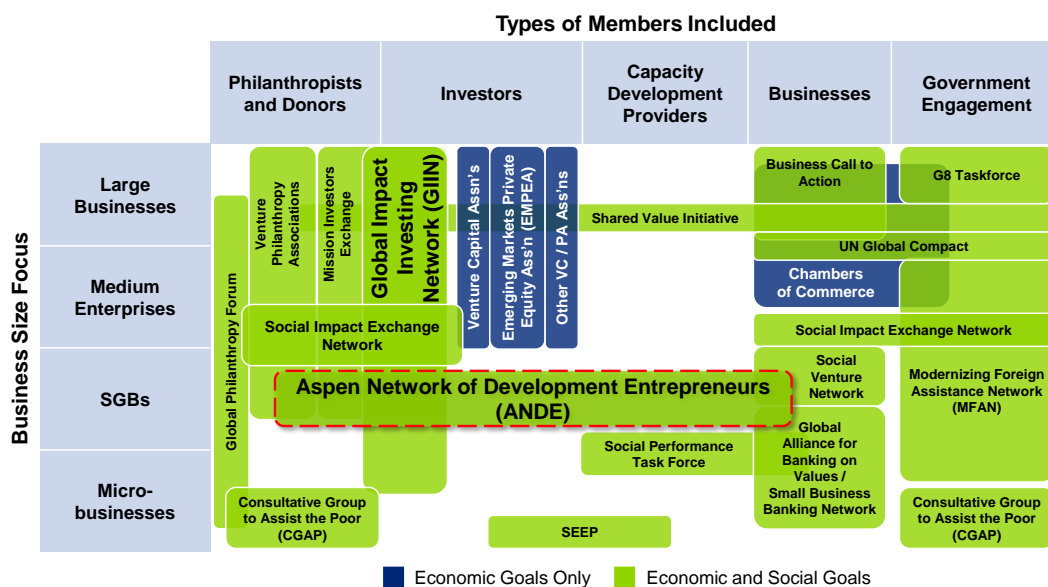 Types of Members Included
Philanthropists
and Donors
Investors
Capacity
Development
Providers
Businesses
Government
Engagement
Business Size Focus
Large
Businesses
Medium
Enterprises
SGBs
Micro-
businesses
Global Philanthropy Forum
Venture
Philanthropy
Associations
Mission Investors
Exchange
Global Impact
Investing
Network (GIIN)
Venture Capital Assn's
Emerging Markets Private
Equity Ass'n (EMPEA)
Other VC / PA Ass'ns
Business Call to
Action
G8 Taskforce
Shared Value Initiative
UN Global Compact
Chambers
of Commerce
Social Impact Exchange
Network
Social Impact Exchange Network
Aspen Network of Development Entrepreneurs
(ANDE)
Social
Venture
Network
Modernizing Foreign
Assistance Network
(MFAN)
Social Performance
Task Force
Global
Alliance for
Banking on
Values /
Small Business
Banking Network
Consultative Group
to Assist the Poor
(CGAP)
SEEP
Consultative Group
to Assist the Poor
(CGAP)
Economic Goals Only
Economic and Social Goals